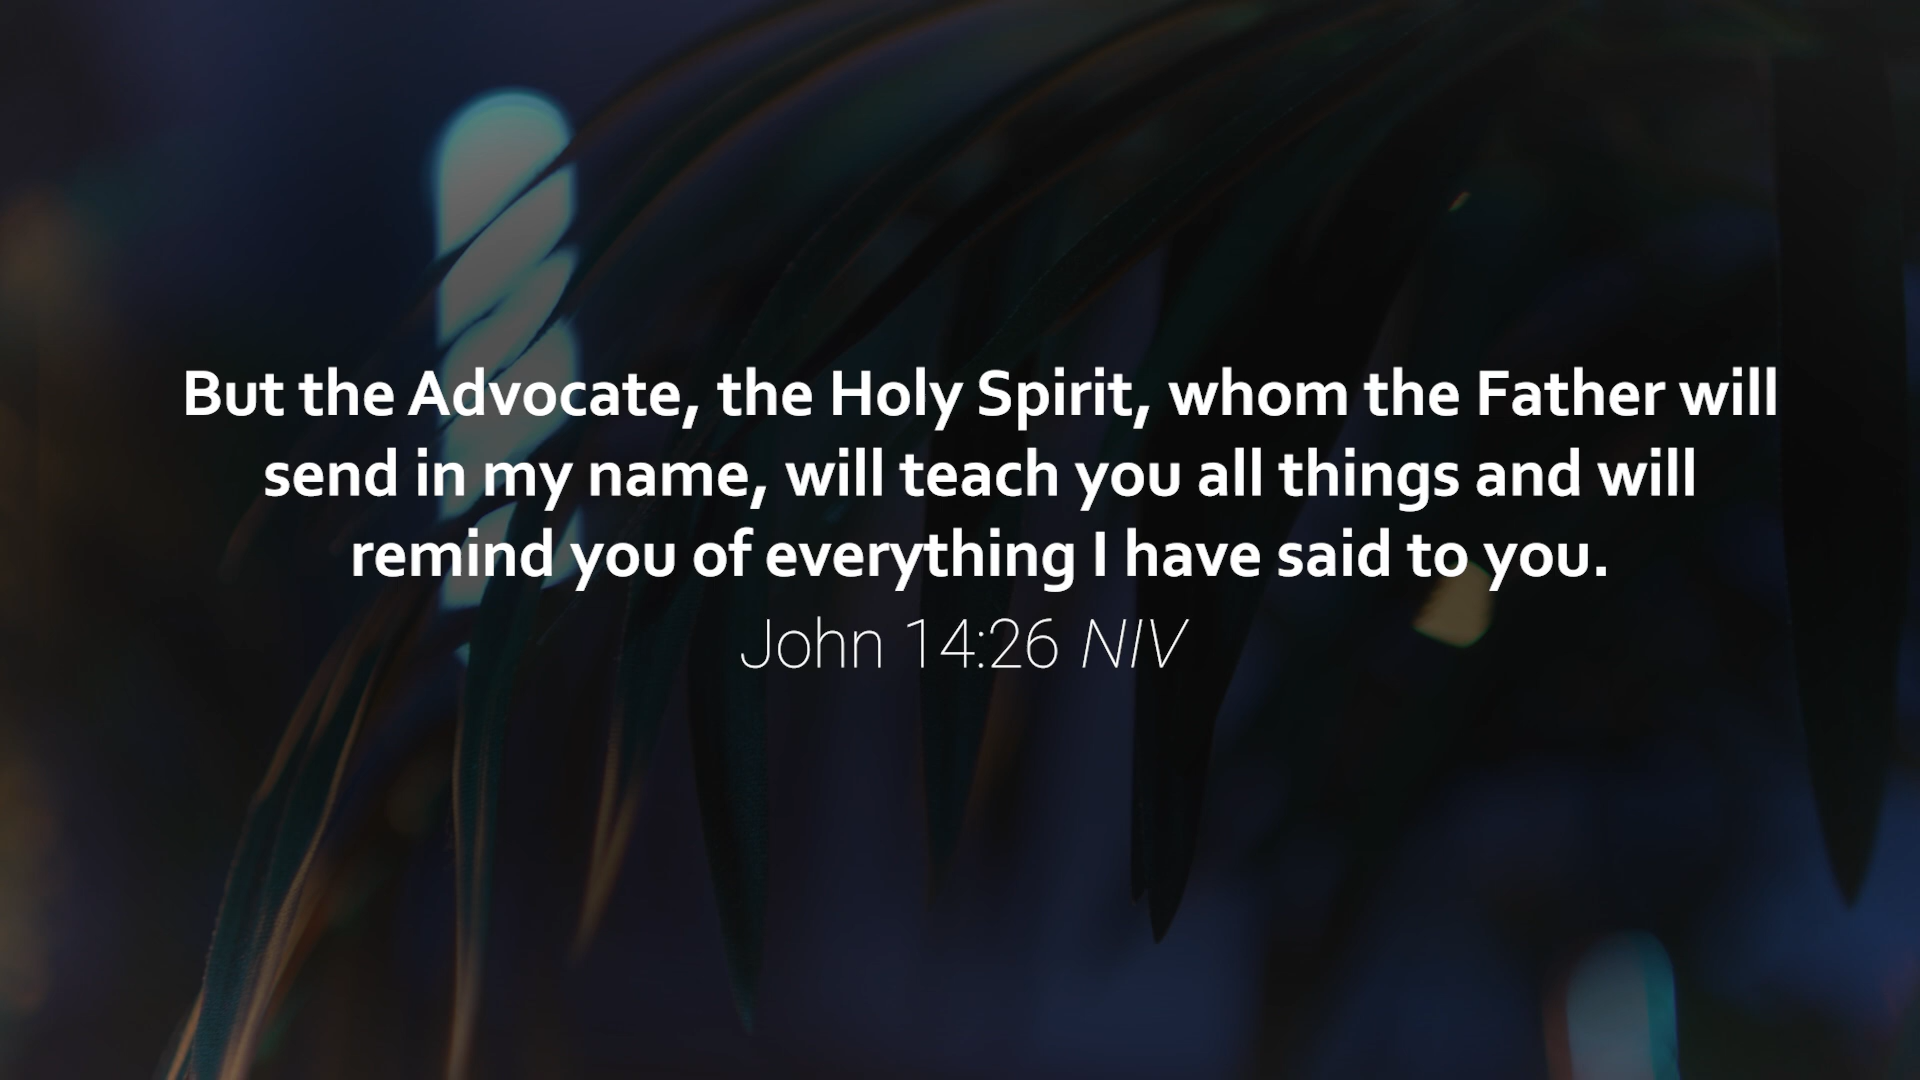 But the Advocate, the Holy Spirit, whom the Father will
send in my name, will teach you all things and will
remind you of everything I have said to you.
John 14:26 NIV